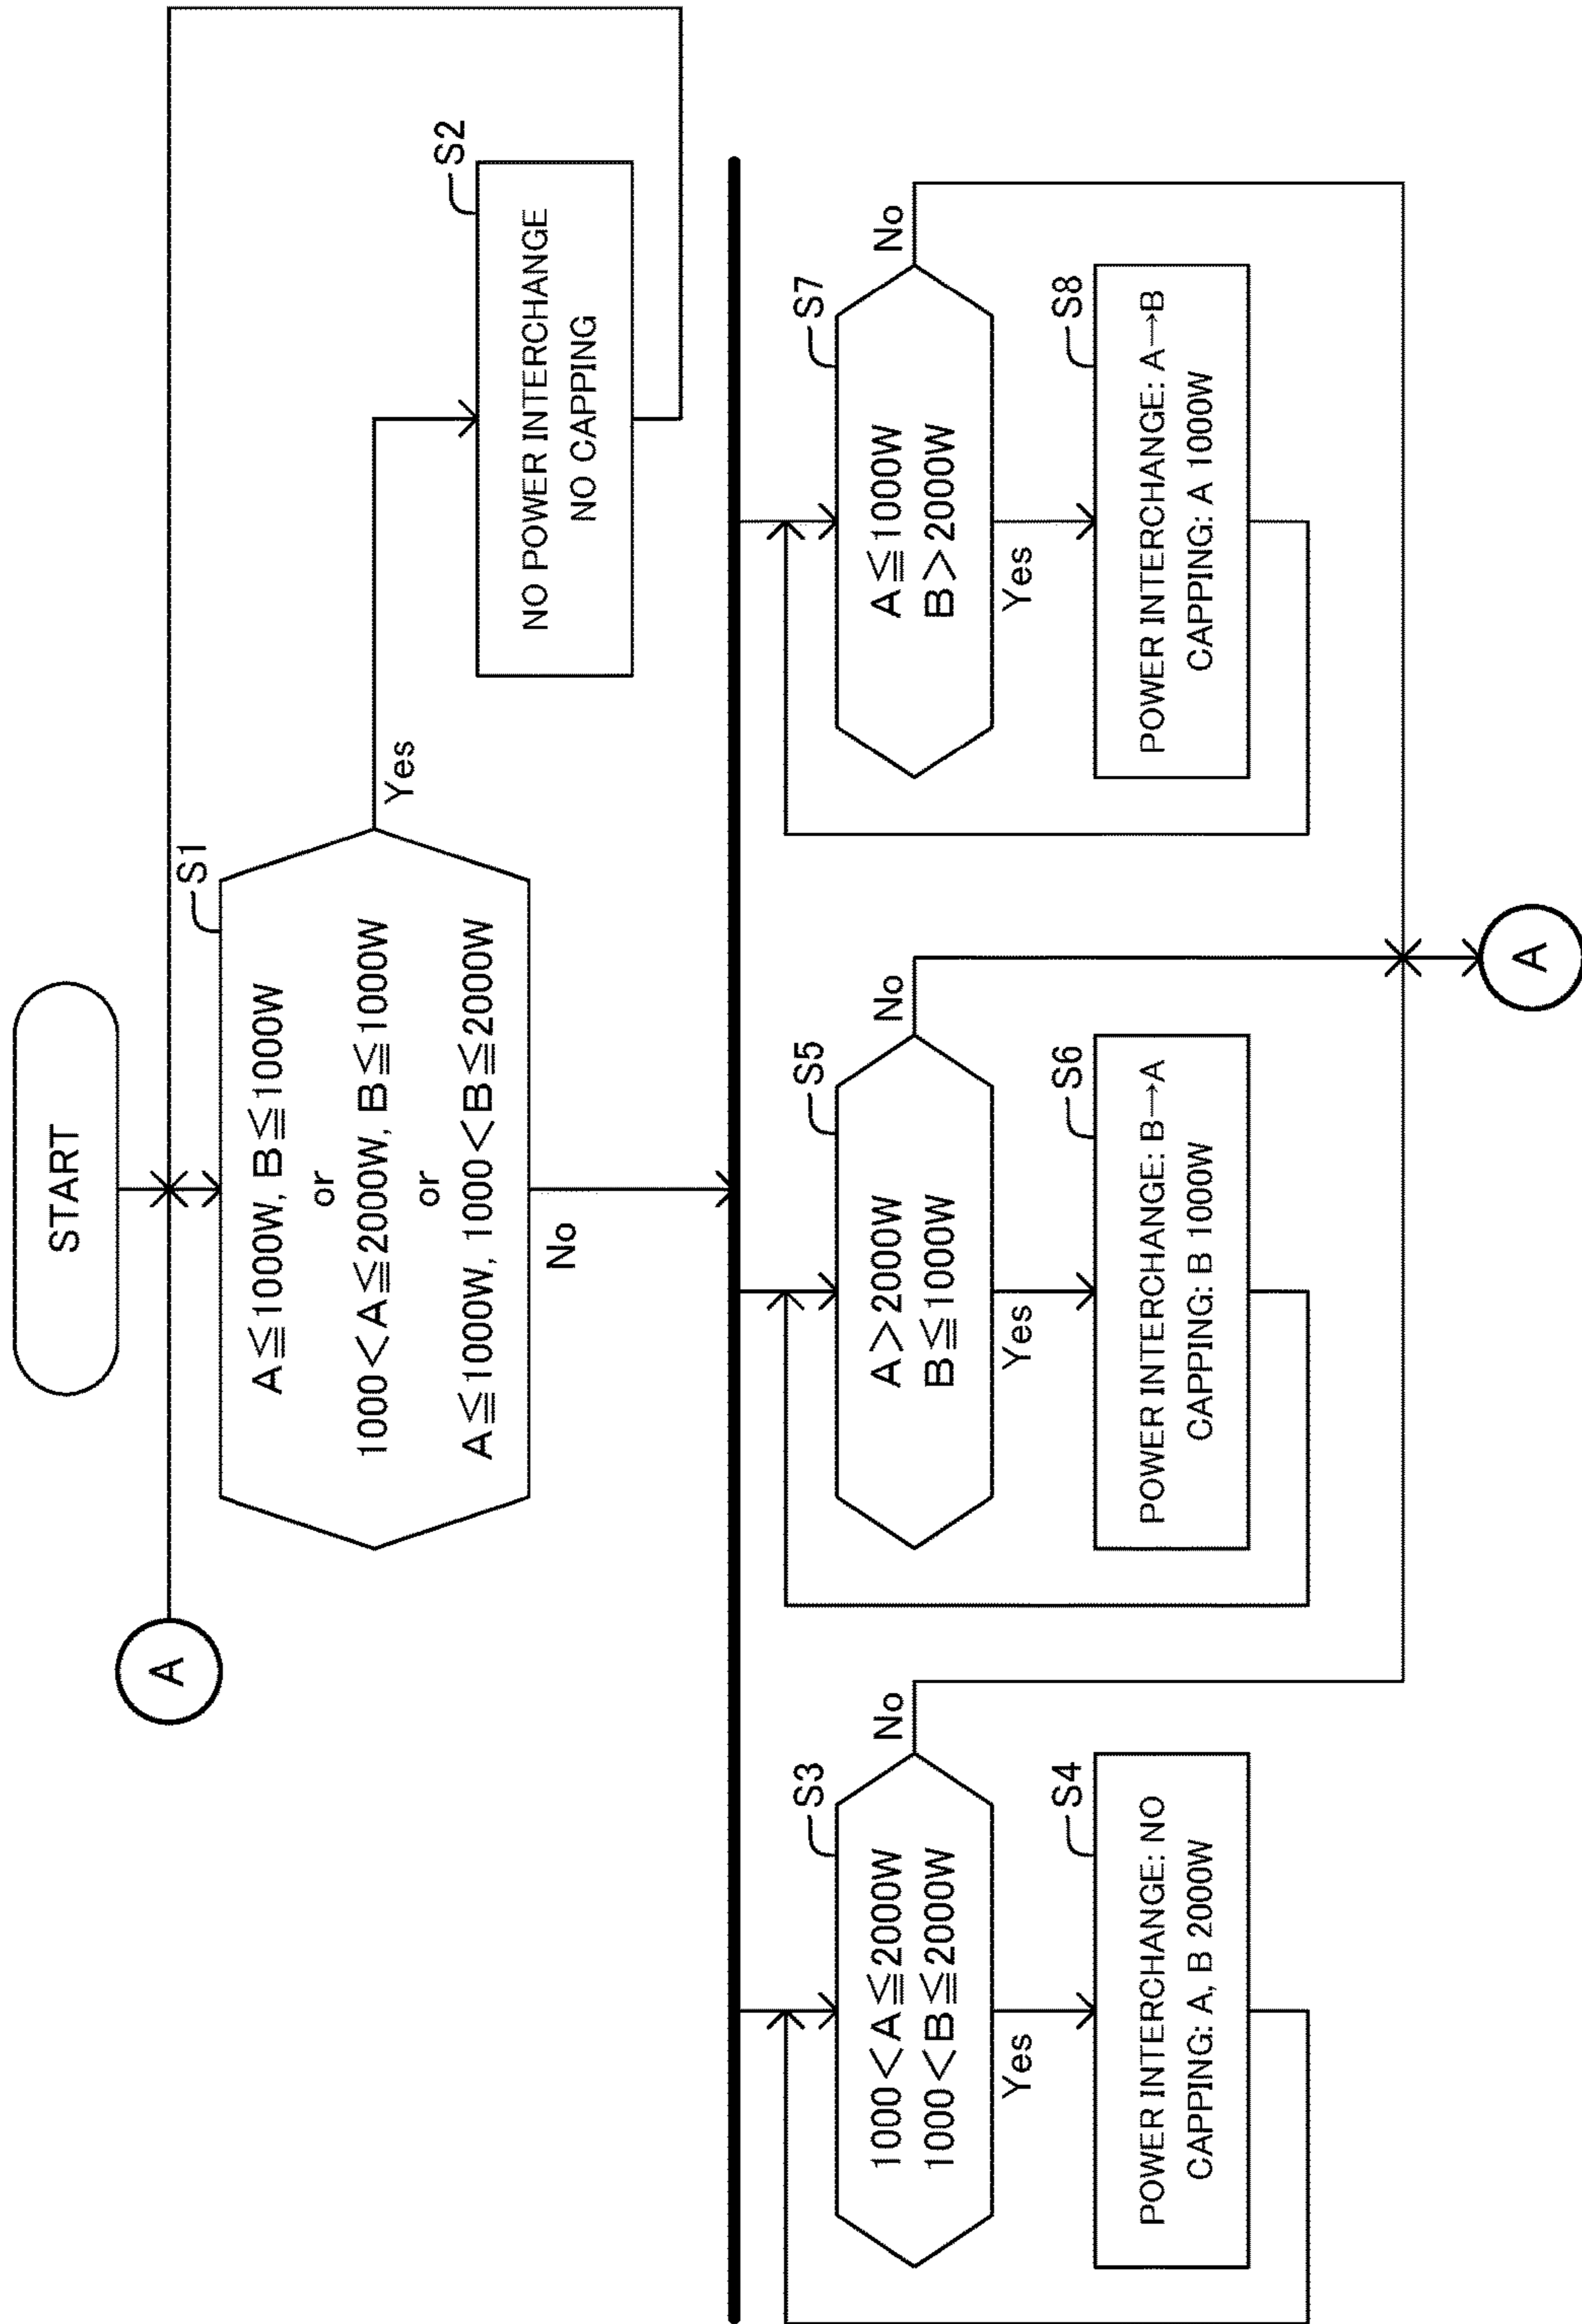 START
A
S1
A≦1000W, B≦1000W
or
1000<A≦2000W, B≦1000W
or
A≦1000W, 1000<B≦2000W
Yes
No
S2
NO POWER INTERCHANGE
NO CAPPING
S3
1000<A≦2000W
1000<B≦2000W
No
Yes
S4
POWER INTERCHANGE: NO
CAPPING: A, B 2000W
S5
A>2000W
B≦1000W
No
Yes
S6
POWER INTERCHANGE: B→A
CAPPING: B 1000W
S7
A≦1000W
B>2000W
No
Yes
S8
POWER INTERCHANGE: A→B
CAPPING: A 1000W
A